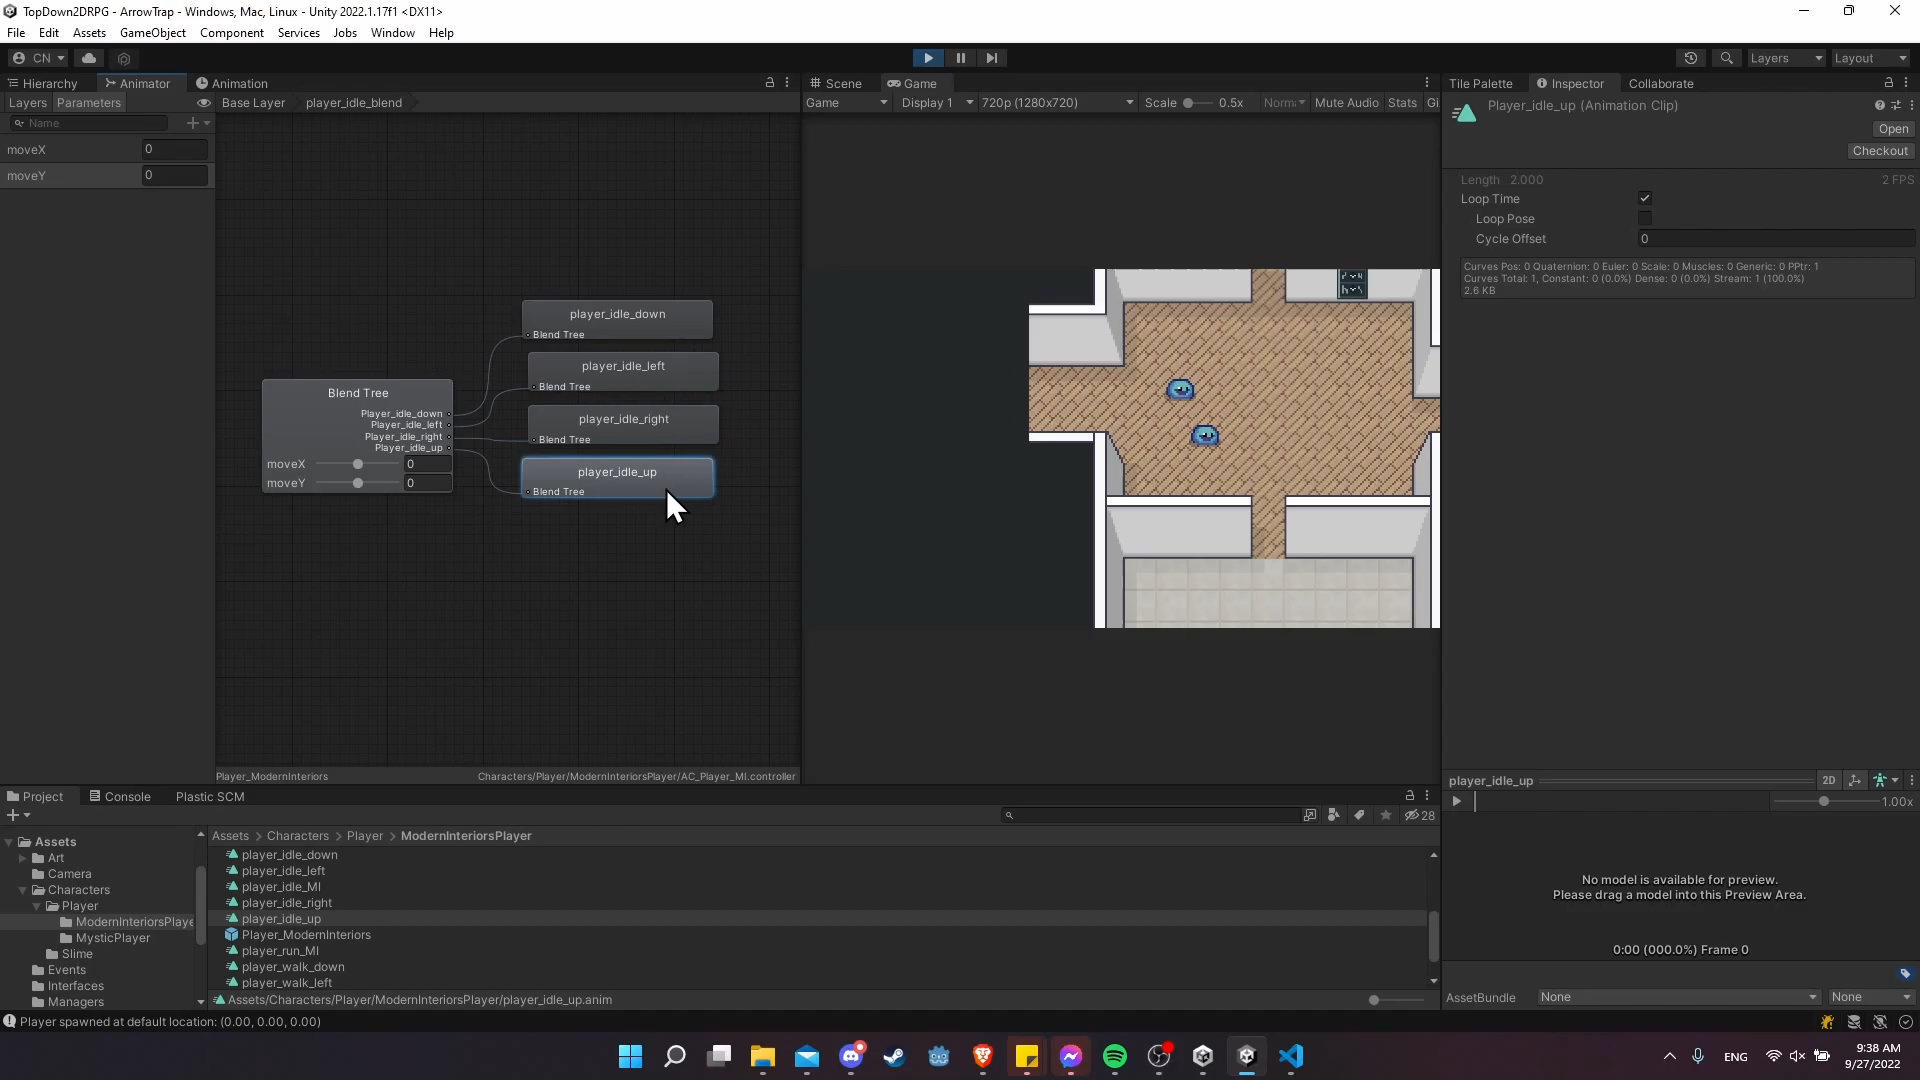 TopDown2DRPG - ArrowTrap - Windows, Mac, Linux - Unity 2022.1.17f1 <DX11>
File Edit Assets GameObject Component Services Jobs Window Help
CN Layers Layout
Hierarchy Animator Animation Scene Game Tile Palette Inspector Collaborate
Layers Parameters Base Layer player_idle_blend Game Display 1 720p (1280x720) Scale 0.5x Mute Audio Stats Gi
Player_idle_up (Animation Clip)
Name
Open
moveX 0
Checkout
moveY 0
Length 2.000 2 FPS
Loop Time
Loop Pose
Cycle Offset 0
Curves Pos: 0 Quaternion: 0 Euler: 0 Scale: 0 Muscles: 0 Generic: 0 PPtr: 1
Curves Total: 1, Constant: 0 (0.0%) Dense: 0 (0.0%) Stream: 1 (100.0%)
2.6 KB
player_idle_down
Blend Tree
player_idle_left
Blend Tree
player_idle_right
Blend Tree
player_idle_up
Blend Tree
Blend Tree
Player_idle_down
Player_idle_left
Player_idle_right
Player_idle_up
moveX 0
moveY 0
Player_ModernInteriors Characters/Player/ModernInteriorsPlayer/AC_Player_MI.controller
player_idle_up 2D
1.00x
No model is available for preview.
Please drag a model into this Preview Area.
0:00 (000.0%) Frame 0
AssetBundle None None
Project Console Plastic SCM
28
Assets > Characters > Player > ModernInteriorsPlayer
Assets
Art
Camera
Characters
Player
ModernInteriorsPlaye
MysticPlayer
Slime
Events
Interfaces
Managers
player_idle_down
player_idle_left
player_idle_MI
player_idle_right
player_idle_up
Player_ModernInteriors
player_run_MI
player_walk_down
player_walk_left
Assets/Characters/Player/ModernInteriorsPlayer/player_idle_up.anim
Player spawned at default location: (0.00, 0.00, 0.00)
ENG
9:38 AM
9/27/2022